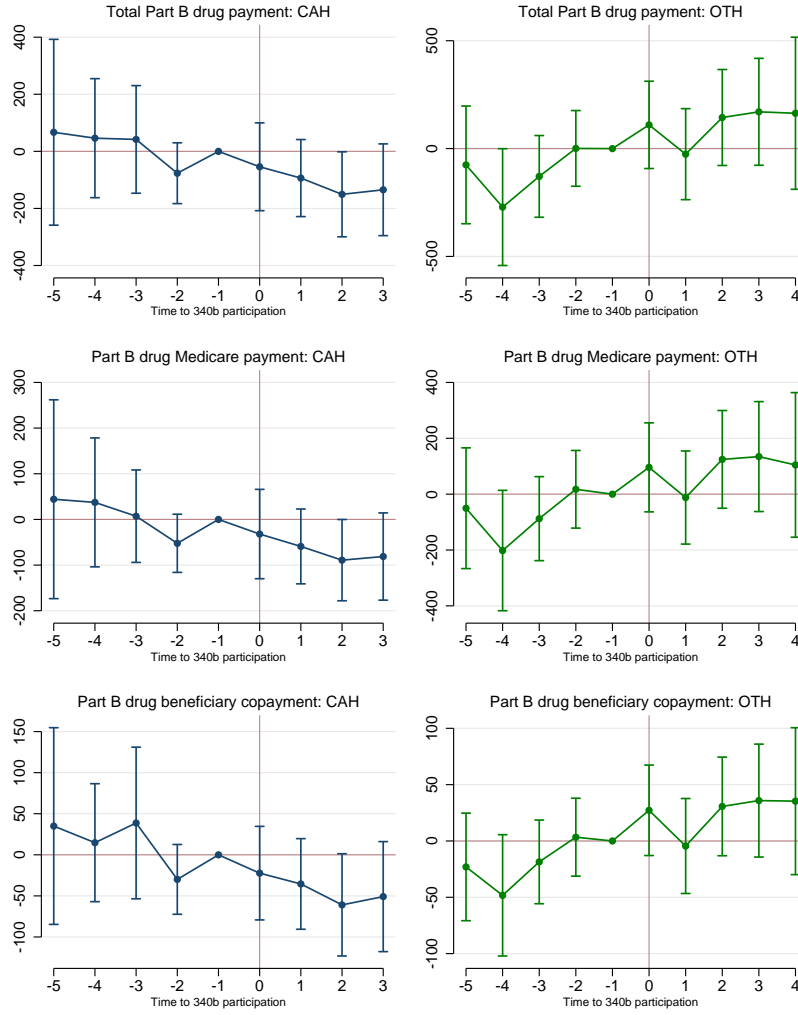 Total Part B drug payment: CAH
400
200
0
-200
-400
-5 -4 -3 -2 -1 0 1 2 3
Time to 340b participation
Total Part B drug payment: OTH
500
0
-500
-5 -4 -3 -2 -1 0 1 2 3 4
Time to 340b participation
Part B drug Medicare payment: CAH
300
200
100
0
-100
-200
-5 -4 -3 -2 -1 0 1 2 3
Time to 340b participation
Part B drug Medicare payment: OTH
400
200
0
-200
-400
-5 -4 -3 -2 -1 0 1 2 3 4
Time to 340b participation
Part B drug beneficiary copayment: CAH
150
100
50
0
-50
-100
-5 -4 -3 -2 -1 0 1 2 3
Time to 340b participation
Part B drug beneficiary copayment: OTH
100
50
0
-50
-100
-5 -4 -3 -2 -1 0 1 2 3 4
Time to 340b participation